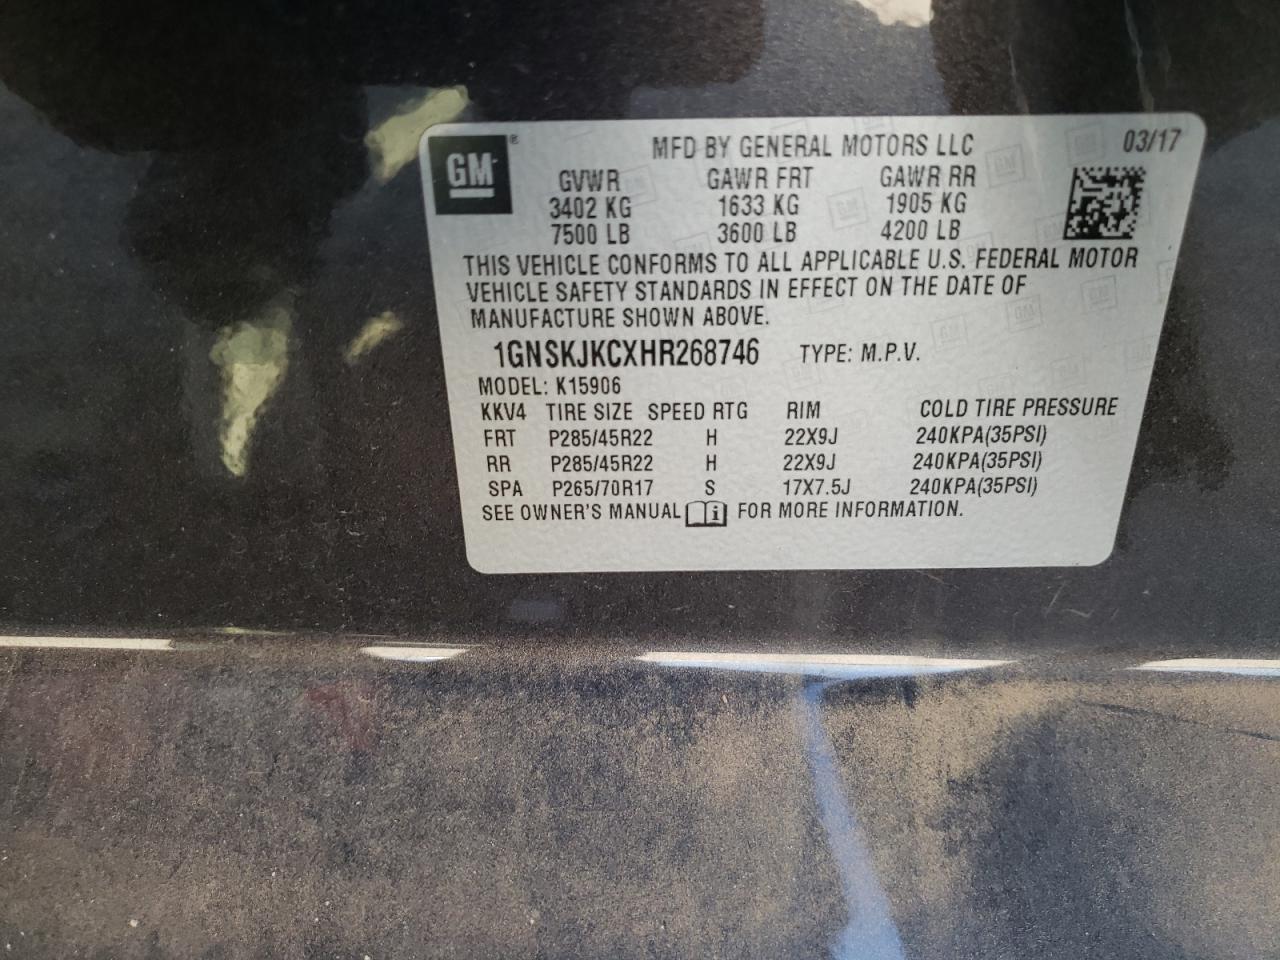 GM ® MFD BY GENERAL MOTORS LLC 03/17
GVWR GAWR FRT GAWR RR
3402 KG 1633 KG 1905 KG
7500 LB 3600 LB 4200 LB
THIS VEHICLE CONFORMS TO ALL APPLICABLE U.S. FEDERAL MOTOR
VEHICLE SAFETY STANDARDS IN EFFECT ON THE DATE OF
MANUFACTURE SHOWN ABOVE.
1GNSKJKCXHR268746 TYPE: M.P.V.
MODEL: K15906
KKV4 TIRE SIZE SPEED RTG RIM COLD TIRE PRESSURE
FRT P285/45R22 H 22X9J 240KPA(35PSI)
RR P285/45R22 H 22X9J 240KPA(35PSI)
SPA P265/70R17 S 17X7.5J 240KPA(35PSI)
SEE OWNER'S MANUAL FOR MORE INFORMATION.